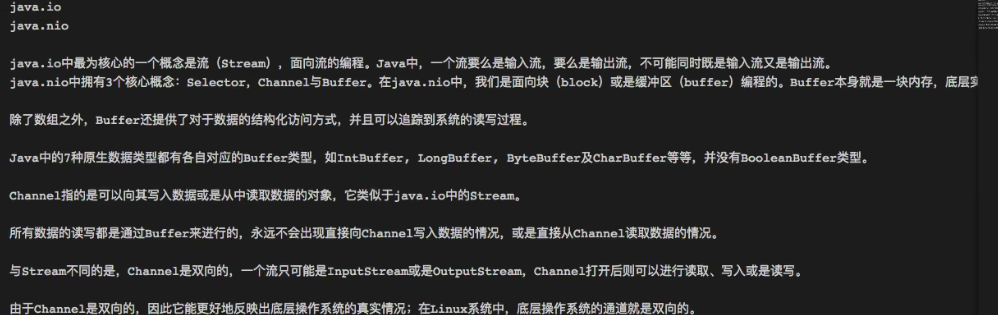 java.io
java.nio
java.io中最为核心的一个概念是流（Stream），面向流的编程。Java中，一个流要么是输入流，要么是输出流，不可能同时既是输入流又是输出流。
java.nio中拥有3个核心概念：Selector，Channel与Buffer。在java.nio中，我们是面向块（block）或是缓冲区（buffer）编程的。Buffer本身就是一块内存，底层实
除了数组之外，Buffer还提供了对于数据的结构化访问方式，并且可以追踪到系统的读写过程。
Java中的7种原生数据类型都有各自对应的Buffer类型，如IntBuffer, LongBuffer, ByteBuffer及CharBuffer等等，并没有BooleanBuffer类型。
Channel指的是可以向其写入数据或是从中读取数据的对象，它类似于java.io中的Stream。
所有数据的读写都是通过Buffer来进行的，永远不会出现直接向Channel写入数据的情况，或是直接从Channel读取数据的情况。
与Stream不同的是，Channel是双向的，一个流只可能是InputStream或是OutputStream，Channel打开后则可以进行读取、写入或是读写。
由于Channel是双向的，因此它能更好地反映出底层操作系统的真实情况；在Linux系统中，底层操作系统的通道就是双向的。